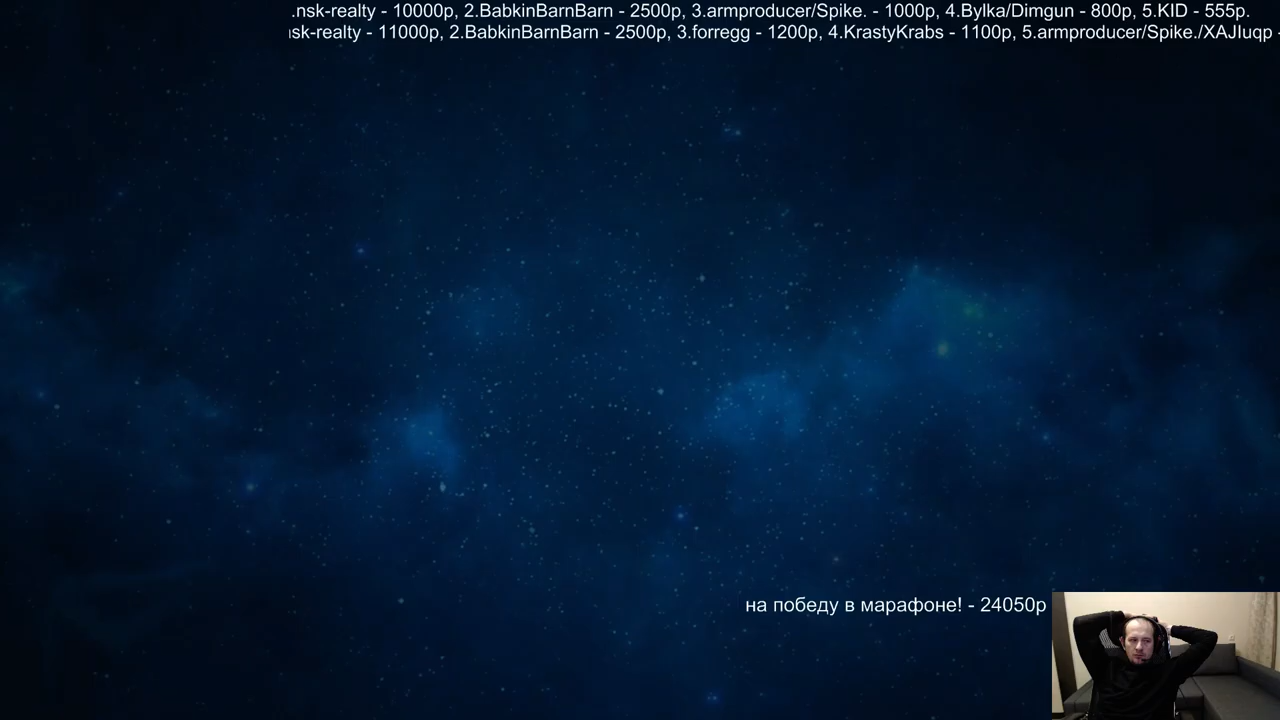 .nsk-realty - 10000р, 2.BabkinBarnBarn - 2500р, 3.armproducer/Spike. - 1000р, 4.Bylka/Dimgun - 800р, 5.KID - 555р.
sk-realty - 11000р, 2.BabkinBarnBarn - 2500р, 3.forregg - 1200р, 4.KrastyKrabs - 1100р, 5.armproducer/Spike./XAJIuqp -
на победу в марафоне! - 24050р